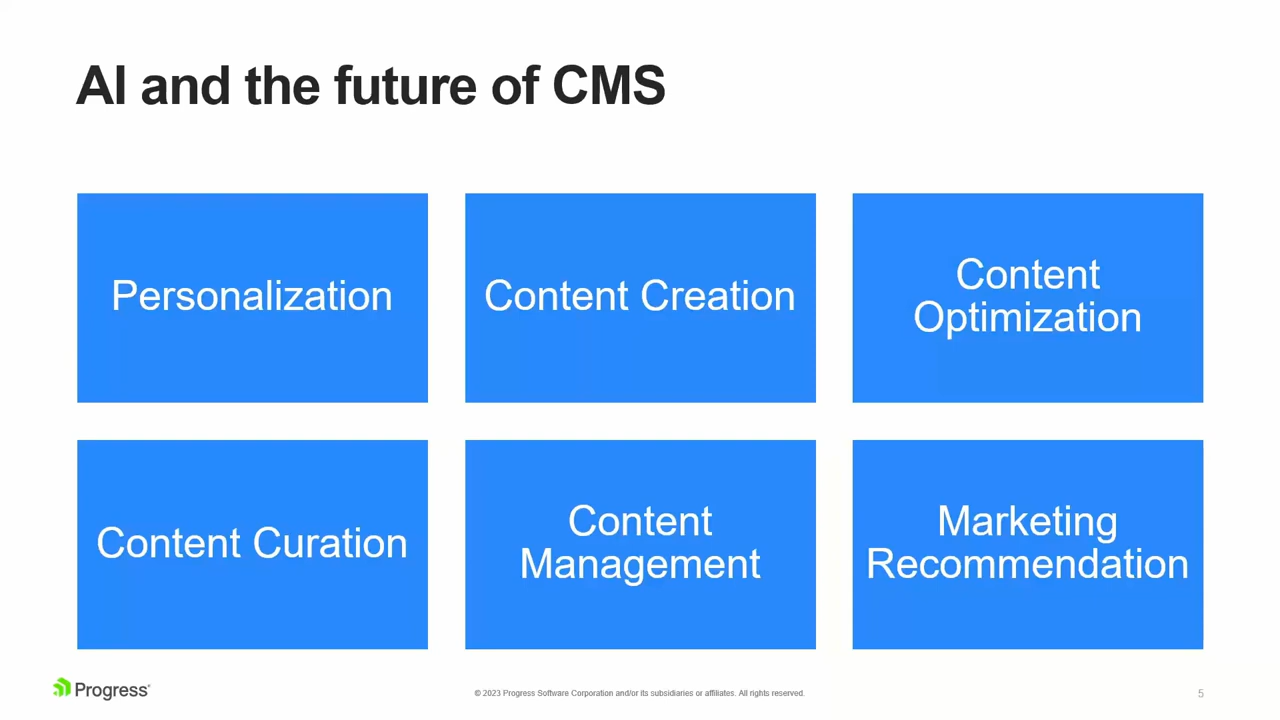 AI and the future of CMS
Personalization
Content Creation
Content
Optimization
Content Curation
Content
Management
Marketing
Recommendation
Progress®
© 2023 Progress Software Corporation and/or its subsidiaries or affiliates. All rights reserved.
5